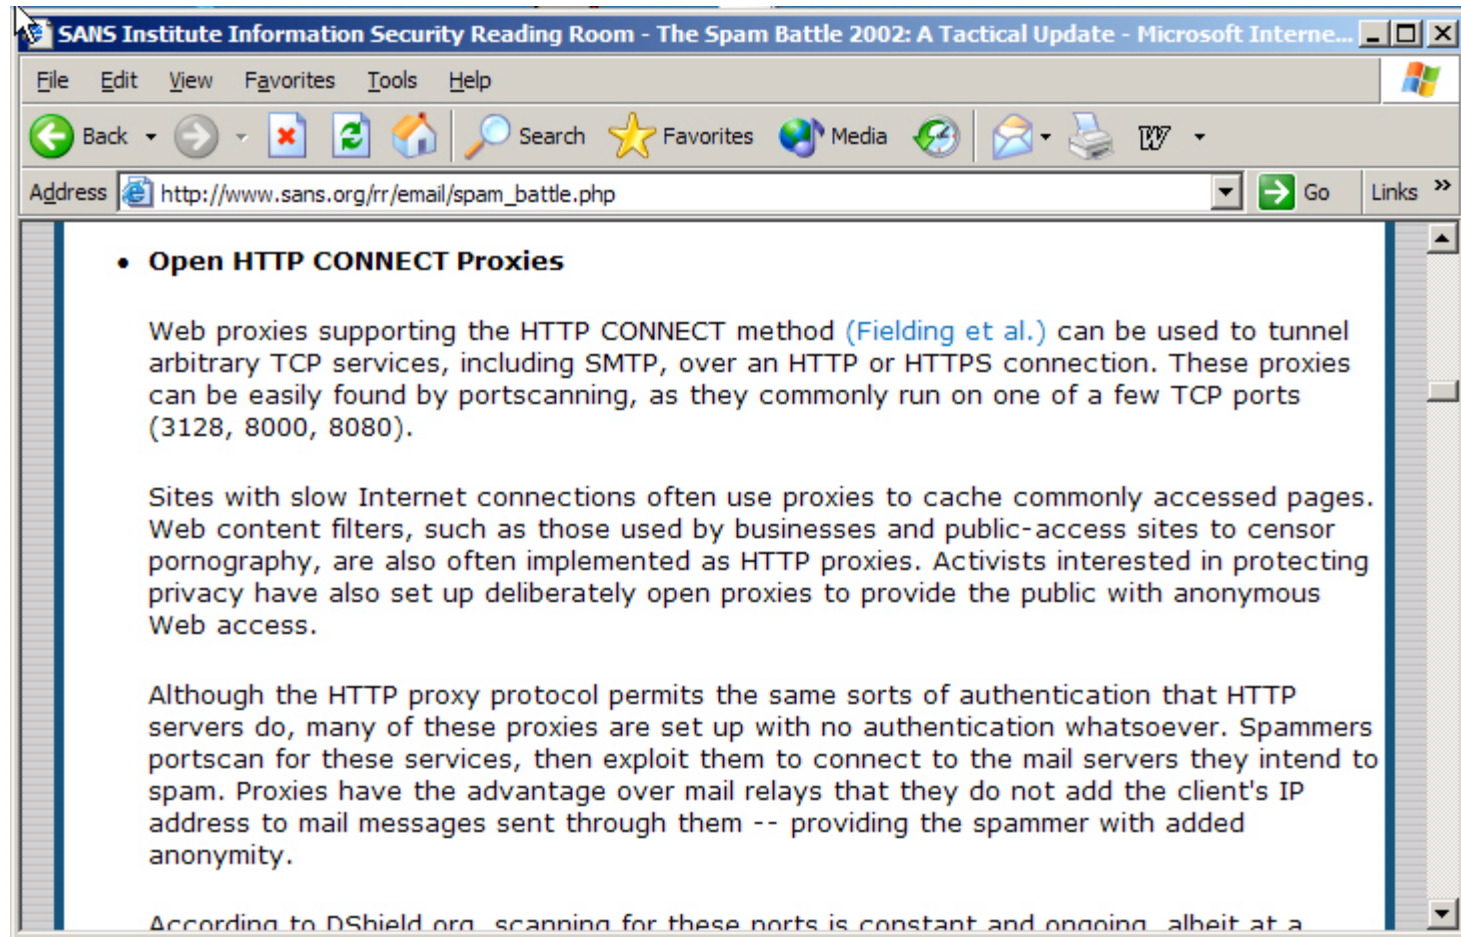 SANS Institute Information Security Reading Room - The Spam Battle 2002: A Tactical Update - Microsoft Interne...
File Edit View Favorites Tools Help
Back Search Favorites Media W
Address http://www.sans.org/rr/email/spam_battle.php Go Links »
• Open HTTP CONNECT Proxies
Web proxies supporting the HTTP CONNECT method (Fielding et al.) can be used to tunnel
arbitrary TCP services, including SMTP, over an HTTP or HTTPS connection. These proxies
can be easily found by portscanning, as they commonly run on one of a few TCP ports
(3128, 8000, 8080).
Sites with slow Internet connections often use proxies to cache commonly accessed pages.
Web content filters, such as those used by businesses and public-access sites to censor
pornography, are also often implemented as HTTP proxies. Activists interested in protecting
privacy have also set up deliberately open proxies to provide the public with anonymous
Web access.
Although the HTTP proxy protocol permits the same sorts of authentication that HTTP
servers do, many of these proxies are set up with no authentication whatsoever. Spammers
portscan for these services, then exploit them to connect to the mail servers they intend to
spam. Proxies have the advantage over mail relays that they do not add the client's IP
address to mail messages sent through them -- providing the spammer with added
anonymity.
According to DShield.org, scanning for these ports is constant and ongoing, albeit at a